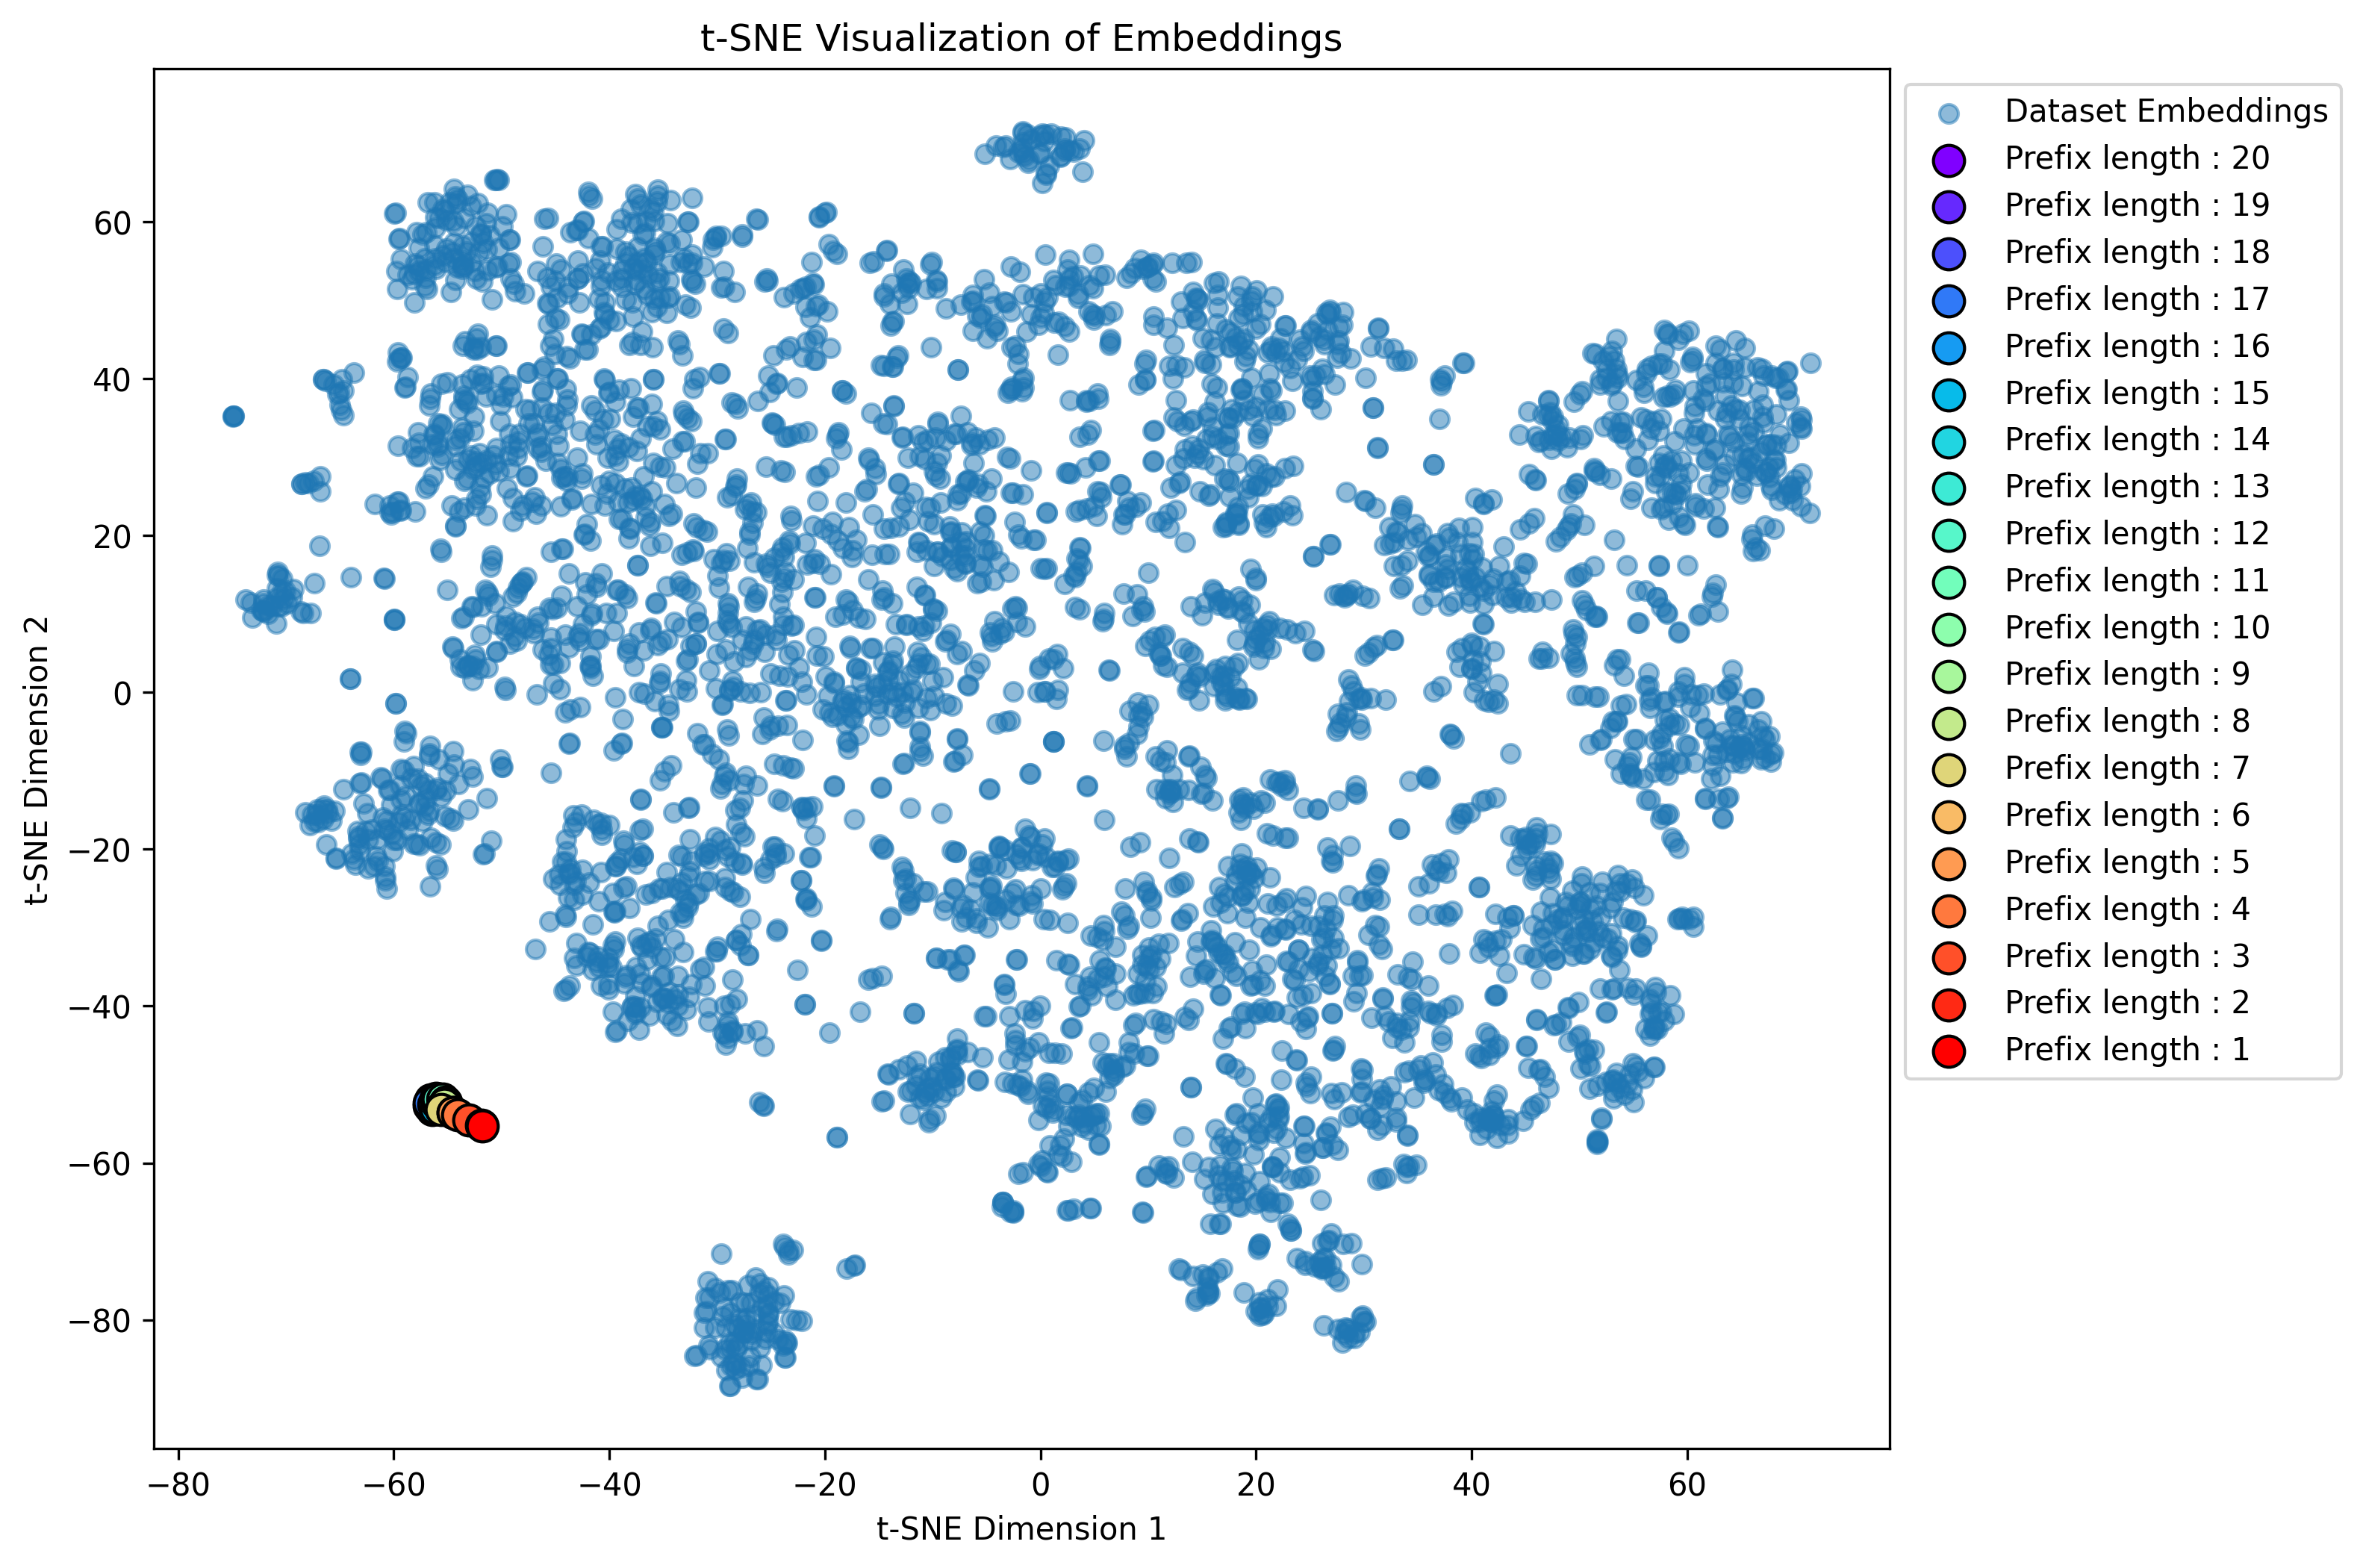 t-SNE Visualization of Embeddings
t-SNE Dimension 2
60
40
20
0
−20
−40
−60
−80
−80
−60
−40
−20
0
20
40
60
t-SNE Dimension 1
Dataset Embeddings
Prefix length : 20
Prefix length : 19
Prefix length : 18
Prefix length : 17
Prefix length : 16
Prefix length : 15
Prefix length : 14
Prefix length : 13
Prefix length : 12
Prefix length : 11
Prefix length : 10
Prefix length : 9
Prefix length : 8
Prefix length : 7
Prefix length : 6
Prefix length : 5
Prefix length : 4
Prefix length : 3
Prefix length : 2
Prefix length : 1